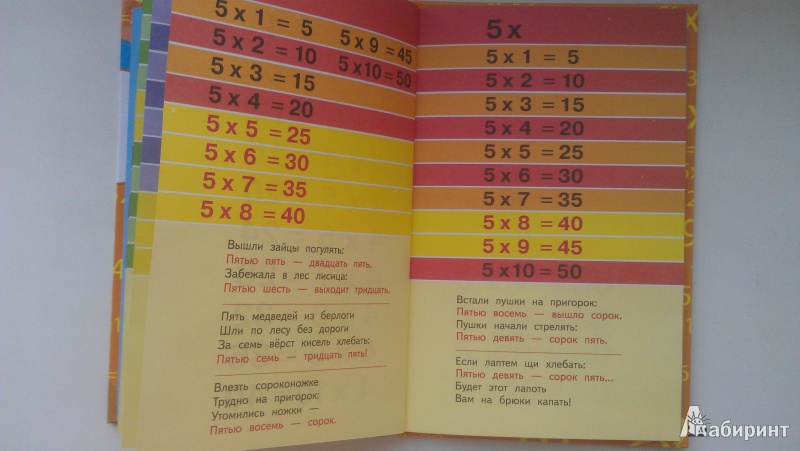 5 x 1 = 5
5 x 2 = 10
5 x 3 = 15
5 x 4 = 20
5 x 5 = 25
5 x 6 = 30
5 x 7 = 35
5 x 8 = 40
5 x 9 = 45
5 x 10 = 50
Вышли зайцы погулять:
Пятью пять — двадцать пять.
Забежала в лес лисица:
Пятью шесть — выходит тридцать.
Пять медведей из берлоги
Шли по лесу без дороги
За семь вёрст кисель хлебать:
Пятью семь — тридцать пять!
Влезть сороконожке
Трудно на пригорок:
Утомились ножки —
Пятью восемь — сорок.
5 x
5 x 1 = 5
5 x 2 = 10
5 x 3 = 15
5 x 4 = 20
5 x 5 = 25
5 x 6 = 30
5 x 7 = 35
5 x 8 = 40
5 x 9 = 45
5 x 10 = 50
Встали пушки на пригорок:
Пятью восемь — вышло сорок.
Пушки начали стрелять:
Пятью девять — сорок пять.
Если лаптем щи хлебать:
Пятью девять — сорок пять...
Будет этот лапоть
Вам на брюки капать!
Лабиринт